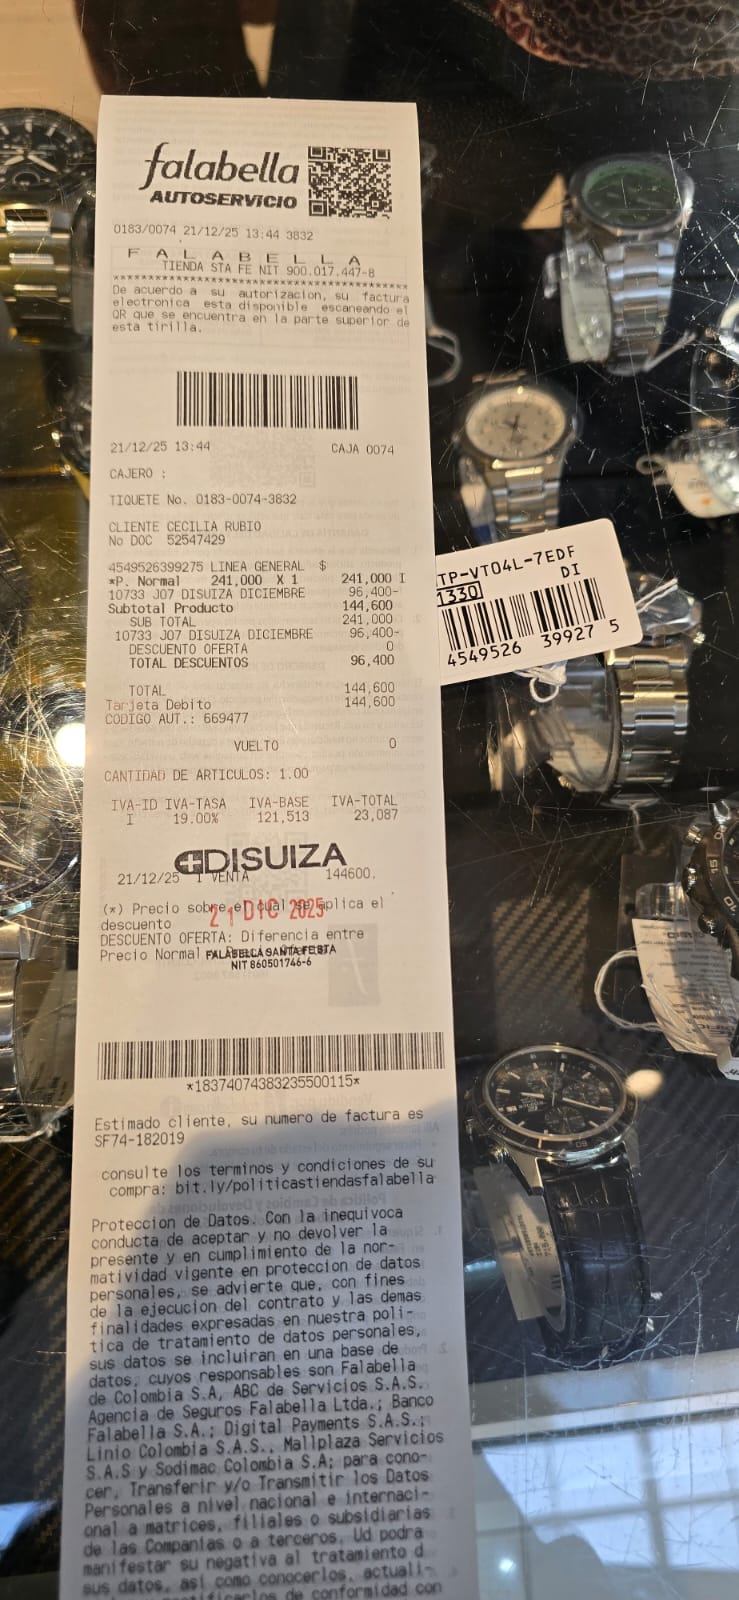 falabella
AUTOSERVICIO
0183/0074 21/12/25 13:44 3832
F A L A B E L L A
TIENDA STA FE NIT 900.017.447-8
****************************************
De acuerdo a su autorizacion, su factura
electronica esta disponible escaneando el
QR que se encuentra en la parte superior de
esta tirilla.
21/12/25 13:44 CAJA 0074
CAJERO :
TIQUETE No. 0183-0074-3832
CLIENTE CECILIA RUBIO
No DOC 52547429
4549526399275 LINEA GENERAL $
*P. Normal 241,000 X 1 241,000 I
10733 J07 DISUIZA DICIEMBRE 96,400-
Subtotal Producto 144,600
SUB TOTAL 241,000
10733 J07 DISUIZA DICIEMBRE 96,400-
DESCUENTO OFERTA 0
TOTAL DESCUENTOS 96,400
TOTAL 144,600
Tarjeta Debito 144,600
CODIGO AUT.: 669477
VUELTO 0
CANTIDAD DE ARTICULOS: 1.00
IVA-ID IVA-TASA IVA-BASE IVA-TOTAL
I 19.00% 121,513 23,087
DISUIZA
21/12/25 1 VENTA 144600.
(*) Precio sobre el cual se aplica el
21 DIC 2025
descuento
DESCUENTO OFERTA: Diferencia entre
Precio Normal
FALABELLA SANTA FE BTA
NIT 860501746-6
*18374074383235500115*
Estimado cliente, su numero de factura es
SF74-182019
consulte los terminos y condiciones de su
compra: bit.ly/politicastiendasfalabella
Proteccion de Datos. Con la inequivoca
conducta de aceptar y no devolver la
presente y en cumplimiento de la nor-
matividad vigente en proteccion de datos
personales, se advierte que, con fines
de la ejecucion del contrato y las demas
finalidades expresadas en nuestra poli-
tica de tratamiento de datos personales,
sus datos se incluiran en una base de
datos, cuyos responsables son Falabella
de Colombia S.A, ABC de Servicios S.A.S.
Agencia de Seguros Falabella Ltda.; Banco
Falabella S.A.; Digital Payments S.A.S.;
Linio Colombia S.A.S., Mallplaza Servicios
S.A.S y Sodimac Colombia S.A; para cono-
cer, Transferir y/o Transmitir los Datos
Personales a nivel nacional e internaci-
onal a matrices, filiales o subsidiarias
de las Companias o a terceros. Ud podra
manifestar su negativa al tratamiento d
sus datos, asi como conocerlos, actuali-
de conformidad con
TP-VT04L-7EDF
1330 DI
4549526 39927 5